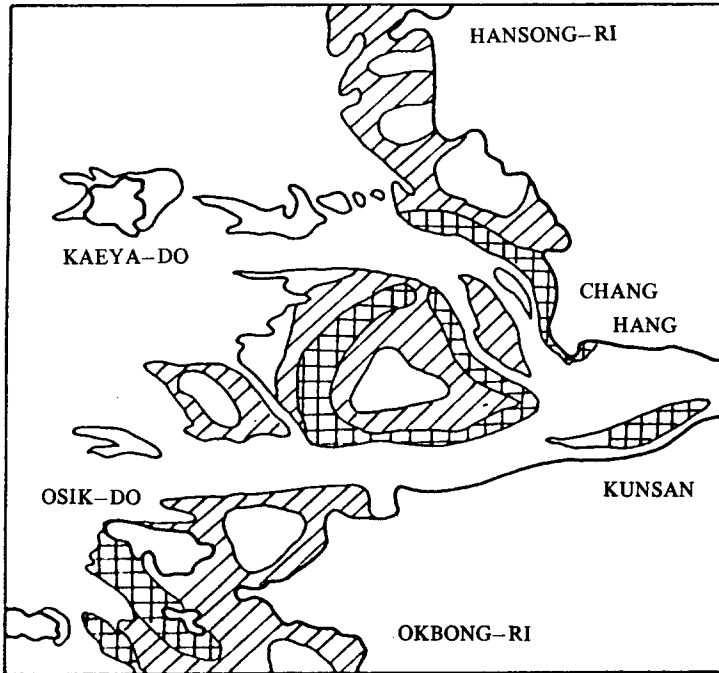 HANSONG-RI
KAEYA-DO
CHANG
HANG
KUNSAN
OSIK-DO
OKBONG-RI